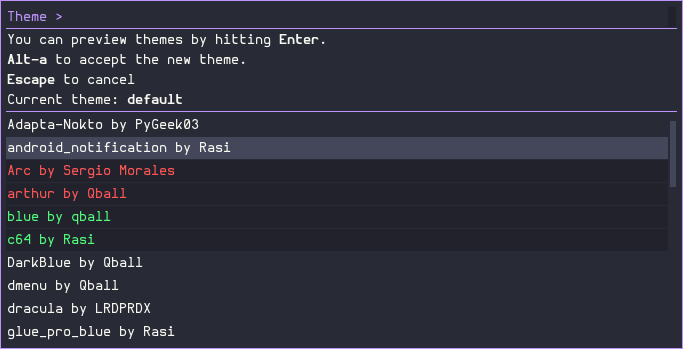 Theme >
You can preview themes by hitting Enter.
Alt-a to accept the new theme.
Escape to cancel
Current theme: default
Adapta-Nokto by PyGeek03
android_notification by Rasi
Arc by Sergio Morales
arthur by Qball
blue by qball
c64 by Rasi
DarkBlue by Qball
dmenu by Qball
dracula by LRDPRDX
glue_pro_blue by Rasi